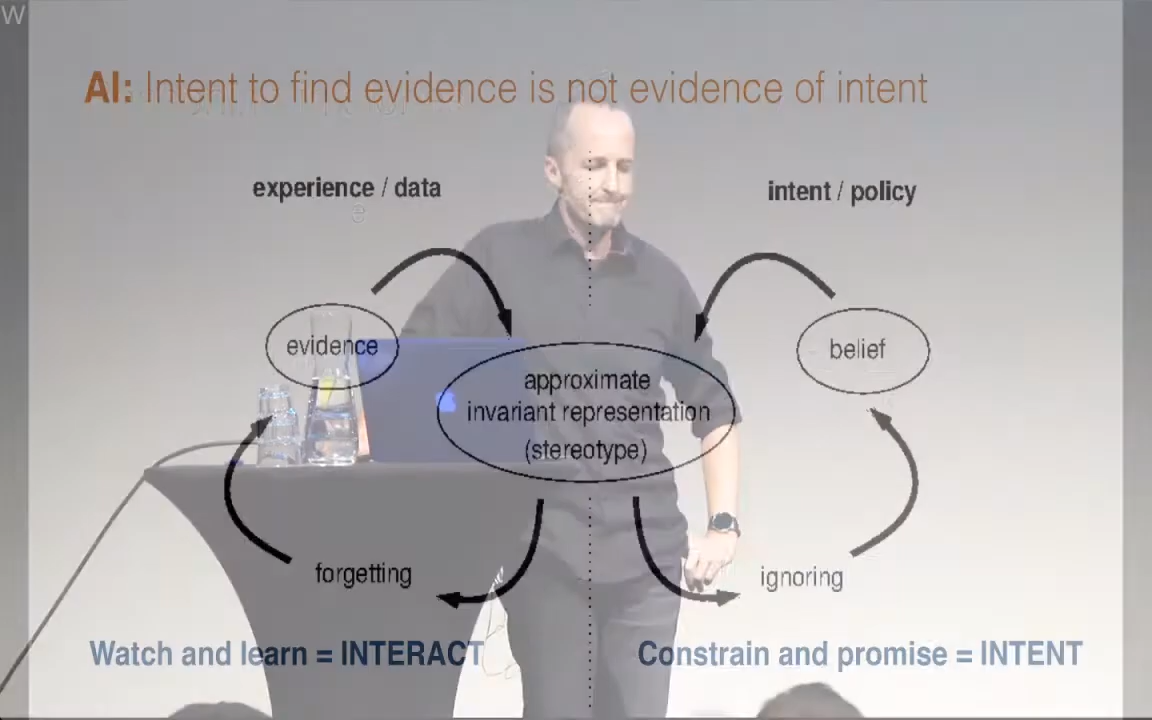 W
AI: Intent to find evidence is not evidence of intent
experience / data
intent / policy
evidence
belief
approximate
invariant representation
(stereotype)
forgetting
ignoring
Watch and learn = INTERACT
Constrain and promise = INTENT